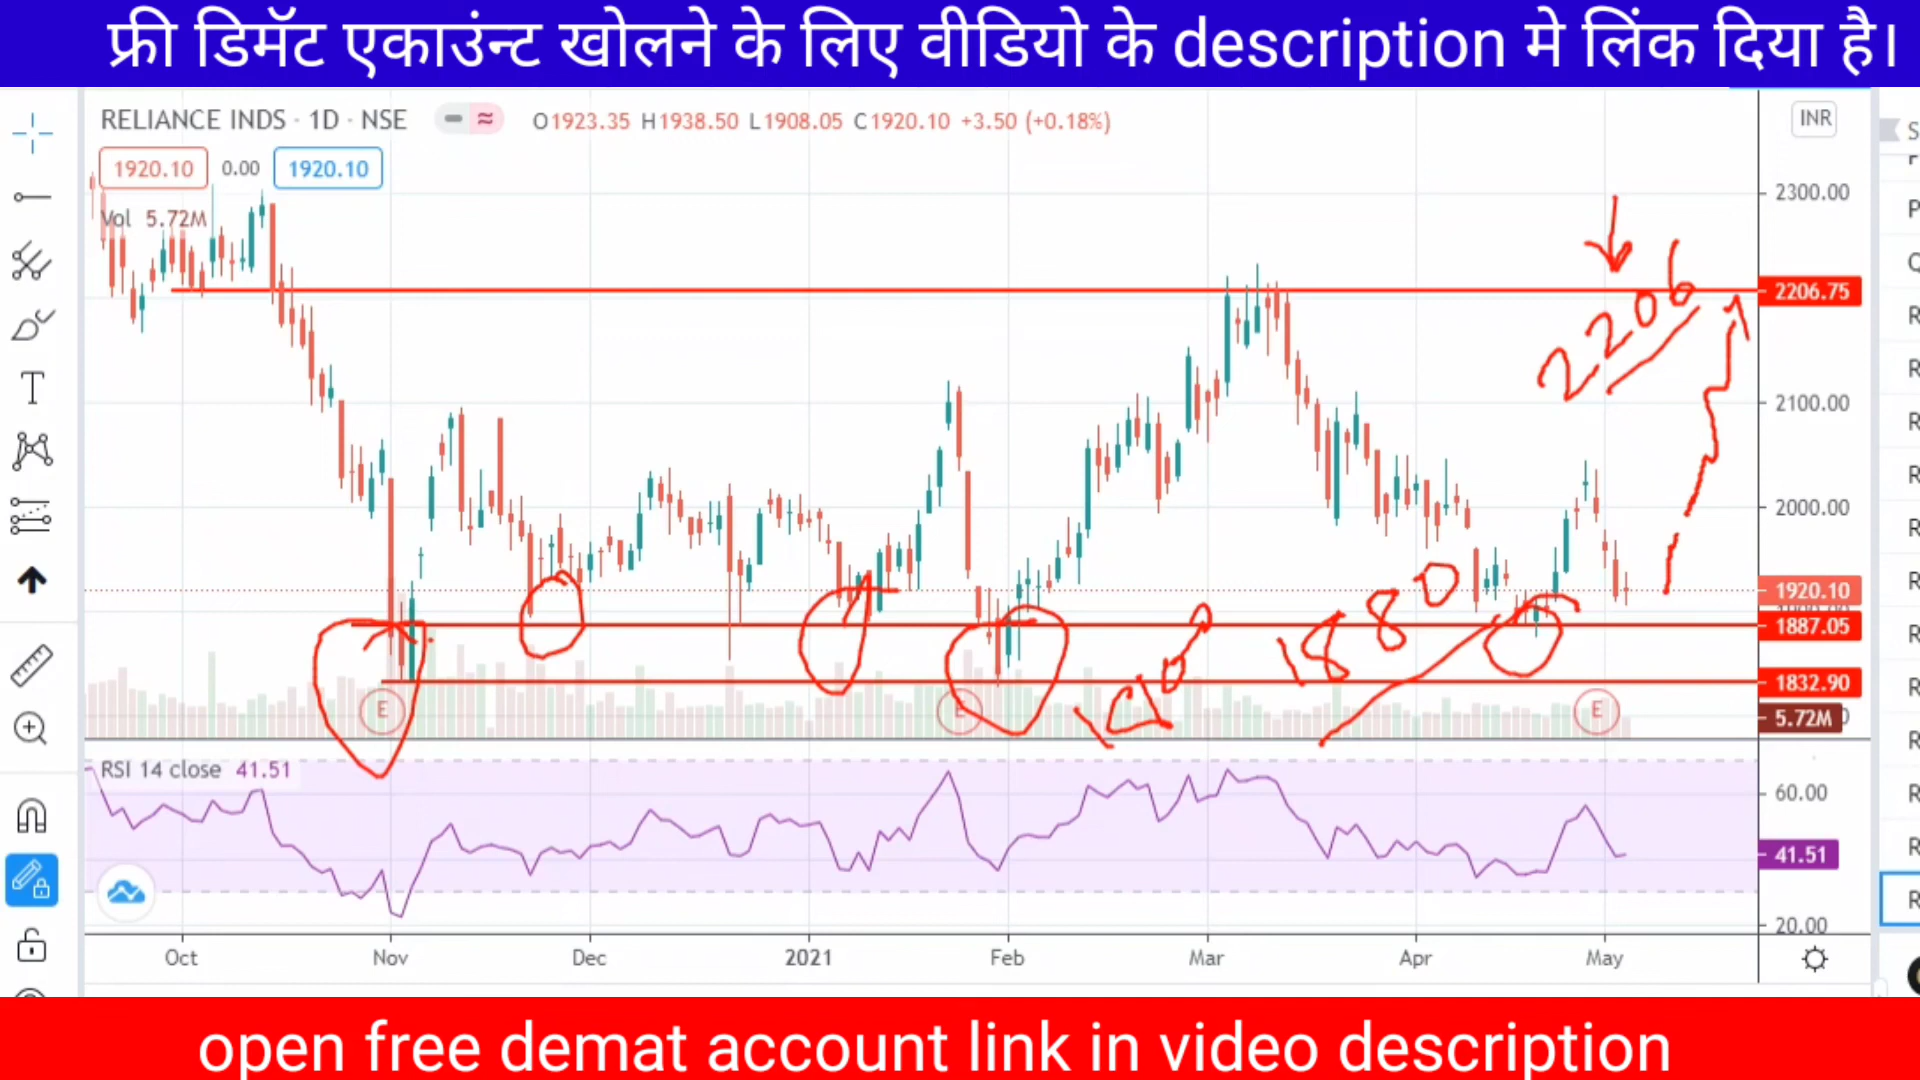 फ्री डिमॅट एकाउंन्ट खोलने के लिए वीडियो के description मे लिंक दिया है।
RELIANCE INDS · 1D · NSE
O1923.35 H1938.50 L1908.05 C1920.10 +3.50 (+0.18%)
INR
1920.10 0.00 1920.10
Vol 5.72M
2300.00
2206.75
2206
2100.00
2000.00
1920.10
1887.05
1880
1832.90
5.72M
E E E
RSI 14 close 41.51
60.00
41.51
20.00
Oct Nov Dec 2021 Feb Mar Apr May
open free demat account link in video description